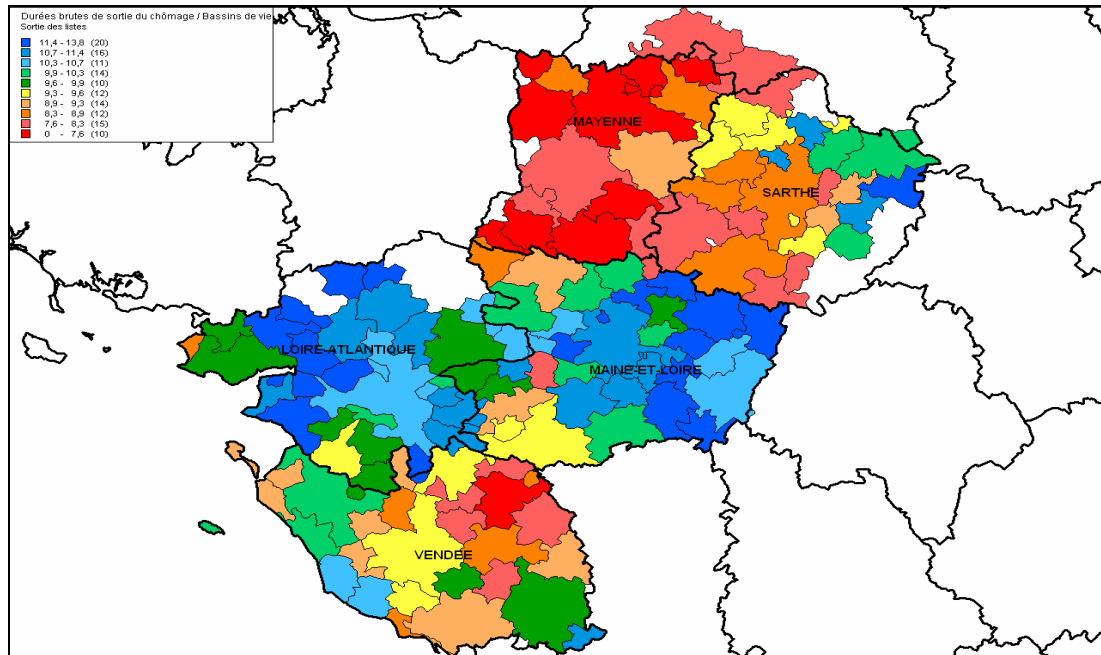 Durées brutes de sortie du chômage / Bassins de vie
Sortie des listes
11,4 - 13,8 (20)
10,7 - 11,4 (16)
10,3 - 10,7 (11)
9,9 - 10,3 (14)
9,6 - 9,9 (10)
9,3 - 9,6 (12)
8,9 - 9,3 (14)
8,3 - 8,9 (12)
7,6 - 8,3 (15)
0 - 7,6 (10)
MAYENNE
SARTHE
LOIRE-ATLANTIQUE
MAINE-ET-LOIRE
VENDEE